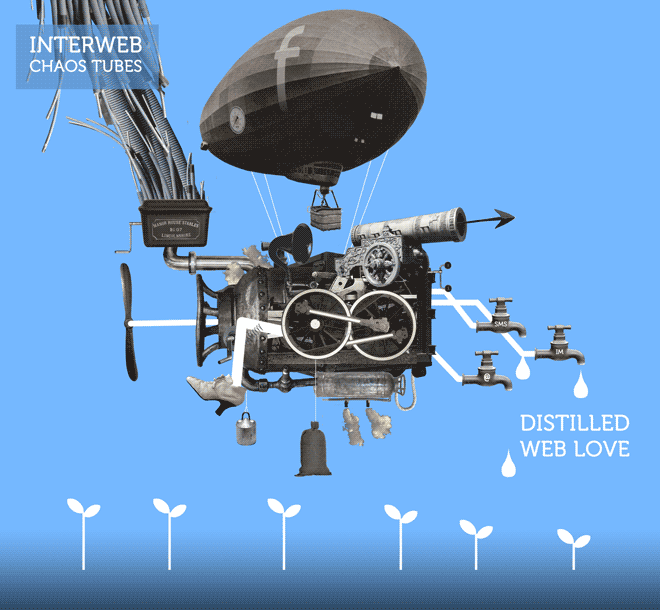 INTERWEB
CHAOS TUBES
f
SMS
IM
@
DISTILLED
WEB LOVE